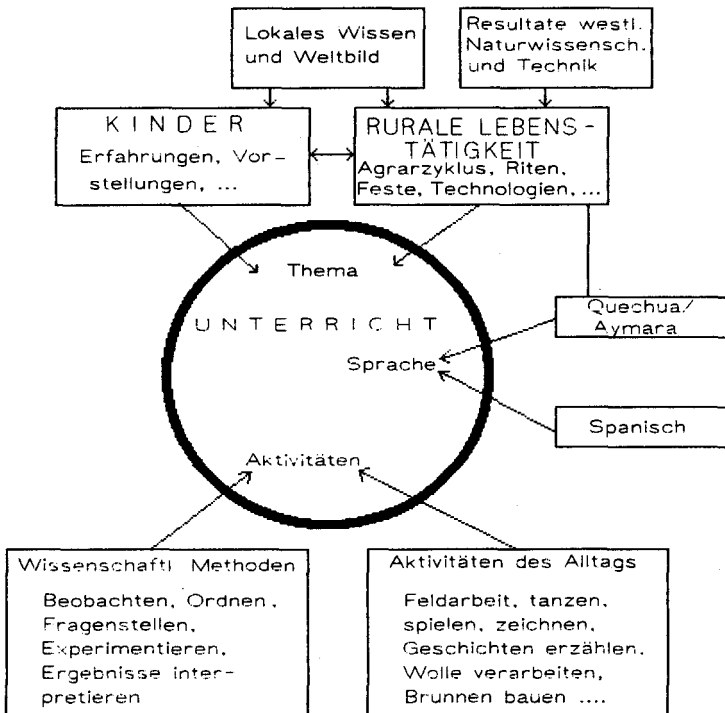 Lokales Wissen
und Weltbild
Resultate westl.
Naturwissensch.
und Technik
KINDER
Erfahrungen, Vor-
stellungen, ...
RURALE LEBENS-
TÄTIGKEIT
Agrarzyklus, Riten,
Feste, Technologien, ...
Thema
UNTERRICHT
Sprache
Quechua/
Aymara
Spanisch
Aktivitäten
Wissenschaftl Methoden
Beobachten, Ordnen,
Fragenstellen,
Experimentieren,
Ergebnisse inter-
pretieren
Aktivitäten des Alltags
Feldarbeit, tanzen,
spielen, zeichnen,
Geschichten erzählen,
Wolle verarbeiten,
Brunnen bauen ....